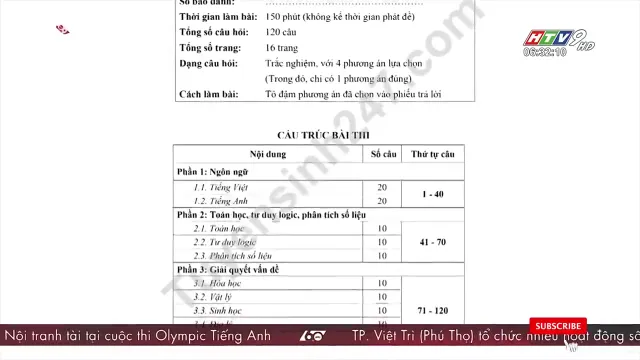 Số báo danh:
Thời gian làm bài: 150 phút (không kể thời gian phát đề)
Tổng số câu hỏi: 120 câu
Tổng số trang: 16 trang
Dạng câu hỏi: Trắc nghiệm, với 4 phương án lựa chọn
(Trong đó, chỉ có 1 phương án đúng)
Cách làm bài: Tô đậm phương án đã chọn vào phiếu trả lời
HTV9 HD
06:32:10
CẤU TRÚC BÀI THI
Nội dung Số câu Thứ tự câu
Phần 1: Ngôn ngữ
1.1. Tiếng Việt 20
1 - 40
1.2. Tiếng Anh 20
Phần 2: Toán học, tư duy logic, phân tích số liệu
2.1. Toán học 10
2.2. Tư duy logic 10 41 - 70
2.3. Phân tích số liệu 10
Phần 3: Giải quyết vấn đề
3.1. Hóa học 10
3.2. Vật lý 10
3.3. Sinh học 10 71 - 120
3.4. Địa lí 10
Tuyensinh247.com
SUBSCRIBE
Nội tranh tài tại cuộc thi Olympic Tiếng Anh 60 TP. Việt Trì (Phú Thọ) tổ chức nhiều hoạt động số